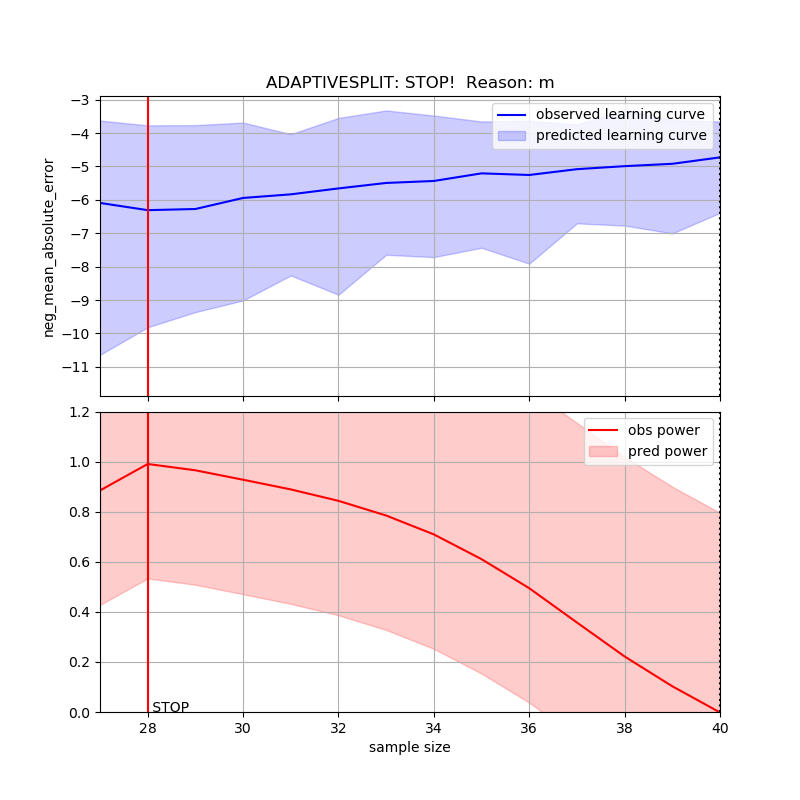 ADAPTIVESPLIT: STOP!  Reason: m
−3
−4
−5
−6
−7
−8
−9
−10
−11
neg_mean_absolute_error
observed learning curve
predicted learning curve
1.2
1.0
0.8
0.6
0.4
0.2
0.0
obs power
pred power
STOP
28
30
32
34
36
38
40
sample size